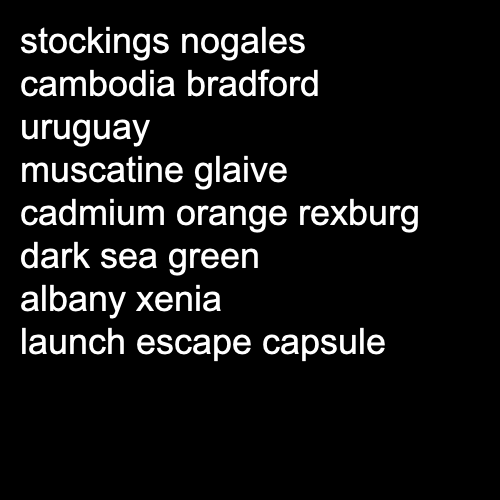 stockings nogales
cambodia bradford
uruguay
muscatine glaive
cadmium orange rexburg
dark sea green
albany xenia
launch escape capsule